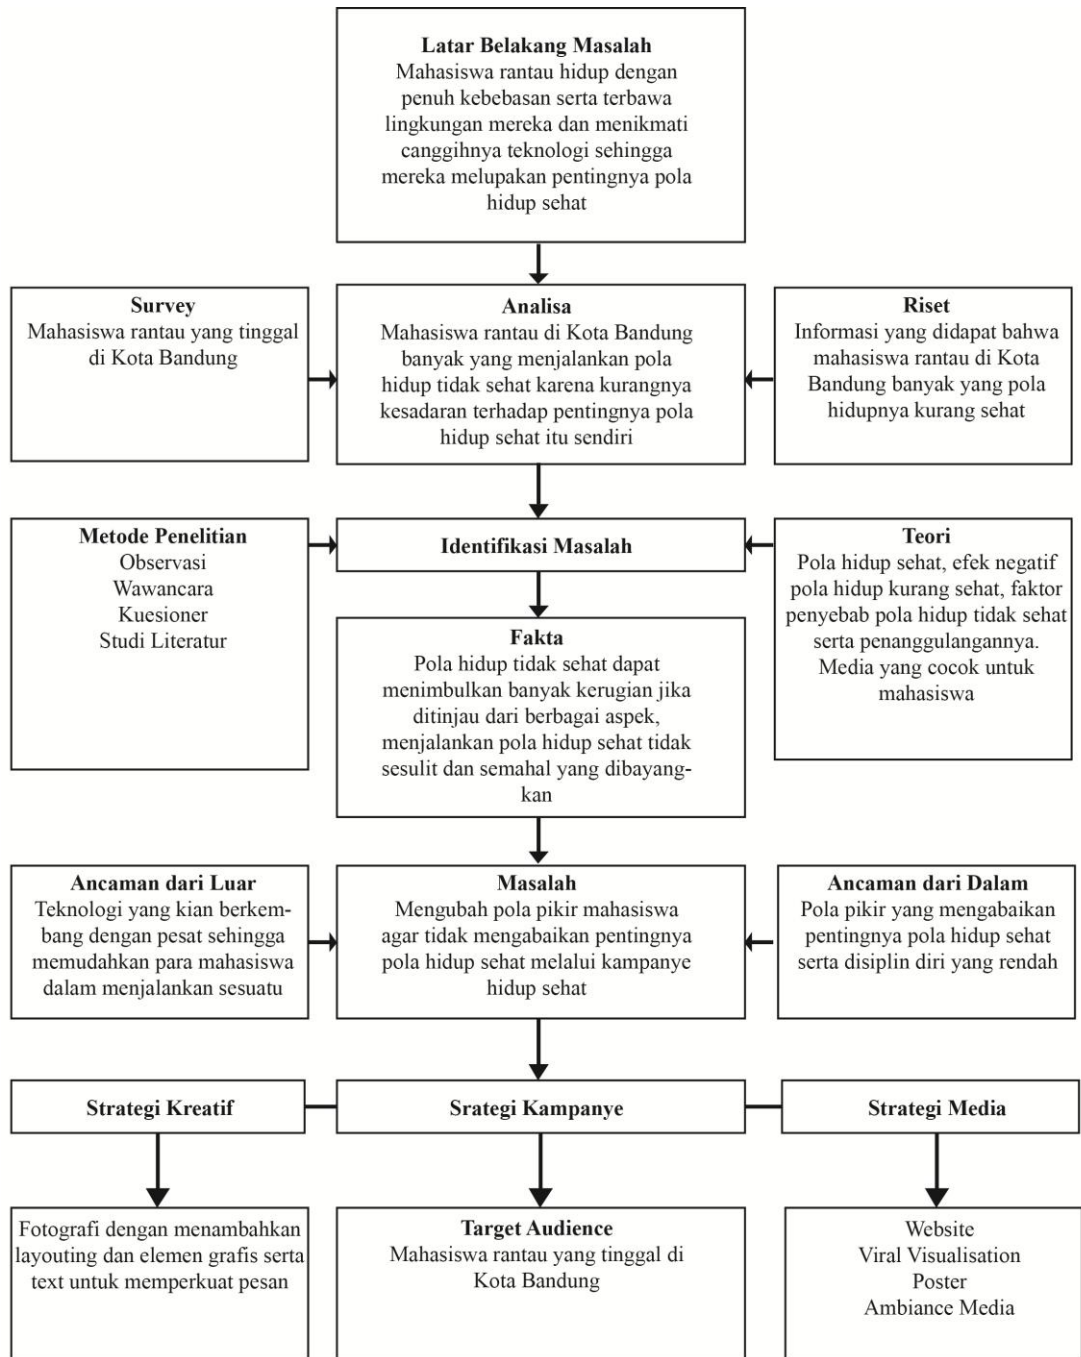 Latar Belakang Masalah
Mahasiswa rantau hidup dengan
penuh kebebasan serta terbawa
lingkungan mereka dan menikmati
canggihnya teknologi sehingga
mereka melupakan pentingnya pola
hidup sehat
Survey
Mahasiswa rantau yang tinggal
di Kota Bandung
Analisa
Mahasiswa rantau di Kota Bandung
banyak yang menjalankan pola
hidup tidak sehat karena kurangnya
kesadaran terhadap pentingnya pola
hidup sehat itu sendiri
Riset
Informasi yang didapat bahwa
mahasiswa rantau di Kota
Bandung banyak yang pola
hidupnya kurang sehat
Metode Penelitian
Observasi
Wawancara
Kuesioner
Studi Literatur
Identifikasi Masalah
Teori
Pola hidup sehat, efek negatif
pola hidup kurang sehat, faktor
penyebab pola hidup tidak sehat
serta penanggulangannya.
Media yang cocok untuk
mahasiswa
Fakta
Pola hidup tidak sehat dapat
menimbulkan banyak kerugian jika
ditinjau dari berbagai aspek,
menjalankan pola hidup sehat tidak
sesulit dan semahal yang dibayang-
kan
Ancaman dari Luar
Teknologi yang kian berkem-
bang dengan pesat sehingga
memudahkan para mahasiswa
dalam menjalankan sesuatu
Masalah
Mengubah pola pikir mahasiswa
agar tidak mengabaikan pentingnya
pola hidup sehat melalui kampanye
hidup sehat
Ancaman dari Dalam
Pola pikir yang mengabaikan
pentingnya pola hidup sehat
serta disiplin diri yang rendah
Strategi Kreatif
Srategi Kampanye
Strategi Media
Fotografi dengan menambahkan
layouting dan elemen grafis serta
text untuk memperkuat pesan
Target Audience
Mahasiswa rantau yang tinggal di
Kota Bandung
Website
Viral Visualisation
Poster
Ambiance Media